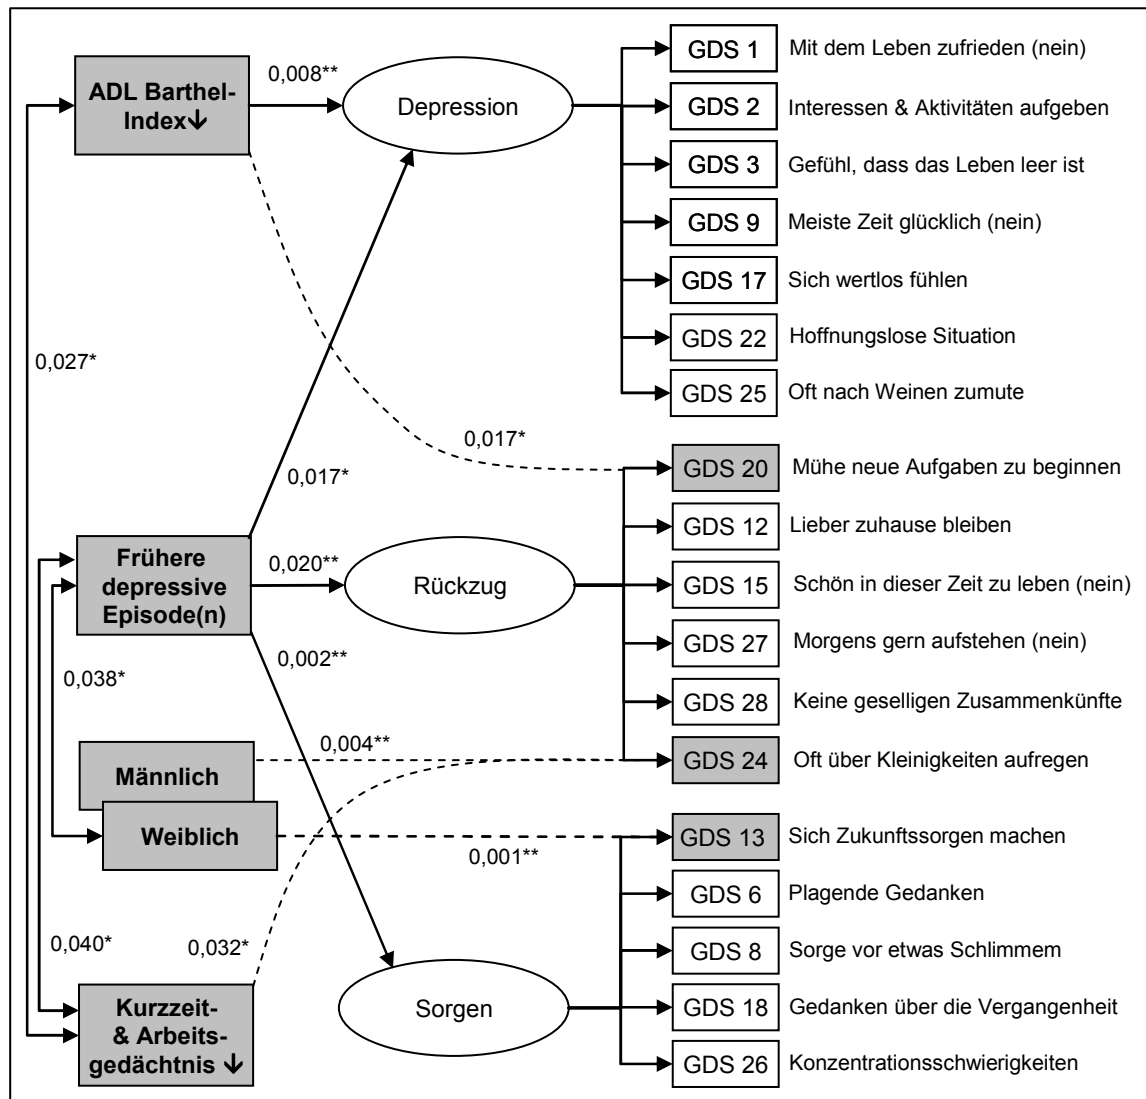 ADL Barthel-
Index↓
0,008**
Depression
GDS 1 Mit dem Leben zufrieden (nein)
GDS 2 Interessen & Aktivitäten aufgeben
GDS 3 Gefühl, dass das Leben leer ist
GDS 9 Meiste Zeit glücklich (nein)
GDS 17 Sich wertlos fühlen
GDS 22 Hoffnungslose Situation
GDS 25 Oft nach Weinen zumute
0,027*
0,017*
0,017*
GDS 20 Mühe neue Aufgaben zu beginnen
GDS 12 Lieber zuhause bleiben
Frühere
depressive
Episode(n)
0,020**
Rückzug
GDS 15 Schön in dieser Zeit zu leben (nein)
GDS 27 Morgens gern aufstehen (nein)
GDS 28 Keine geselligen Zusammenkünfte
GDS 24 Oft über Kleinigkeiten aufregen
0,002**
0,038*
0,004**
Männlich
Weiblich
0,001**
GDS 13 Sich Zukunftssorgen machen
GDS 6 Plagende Gedanken
GDS 8 Sorge vor etwas Schlimmem
GDS 18 Gedanken über die Vergangenheit
GDS 26 Konzentrationsschwierigkeiten
0,040*
0,032*
Kurzzeit-
& Arbeits-
gedächtnis ↓
Sorgen